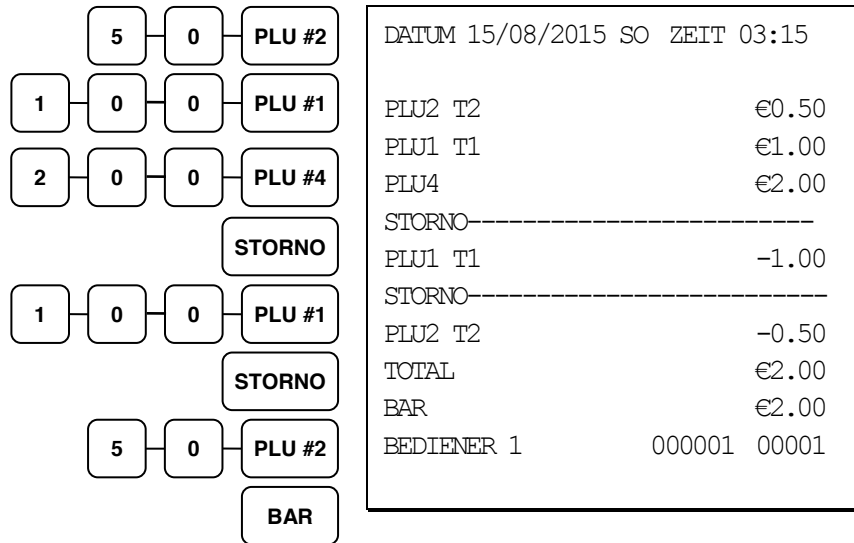 5 0 PLU #2
1 0 0 PLU #1
2 0 0 PLU #4
STORNO
1 0 0 PLU #1
STORNO
5 0 PLU #2
BAR
DATUM 15/08/2015 SO ZEIT 03:15
PLU2 T2 €0.50
PLU1 T1 €1.00
PLU4 €2.00
STORNO-------------------------
PLU1 T1 -1.00
STORNO--------------------------
PLU2 T2 -0.50
TOTAL €2.00
BAR €2.00
BEDIENER 1 000001 00001